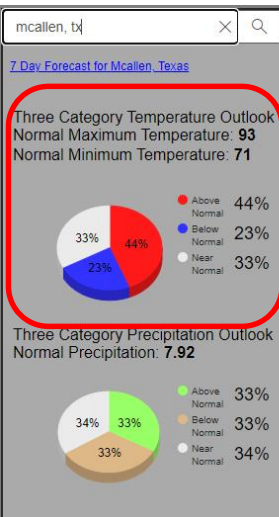 mcallen, tx
7 Day Forecast for Mcallen, Texas
Three Category Temperature Outlook
Normal Maximum Temperature: 93
Normal Minimum Temperature: 71
33%
44%
23%
Above Normal 44%
Below Normal 23%
Near Normal 33%
Three Category Precipitation Outlook
Normal Precipitation: 7.92
34%
33%
33%
Above Normal 33%
Below Normal 33%
Near Normal 34%